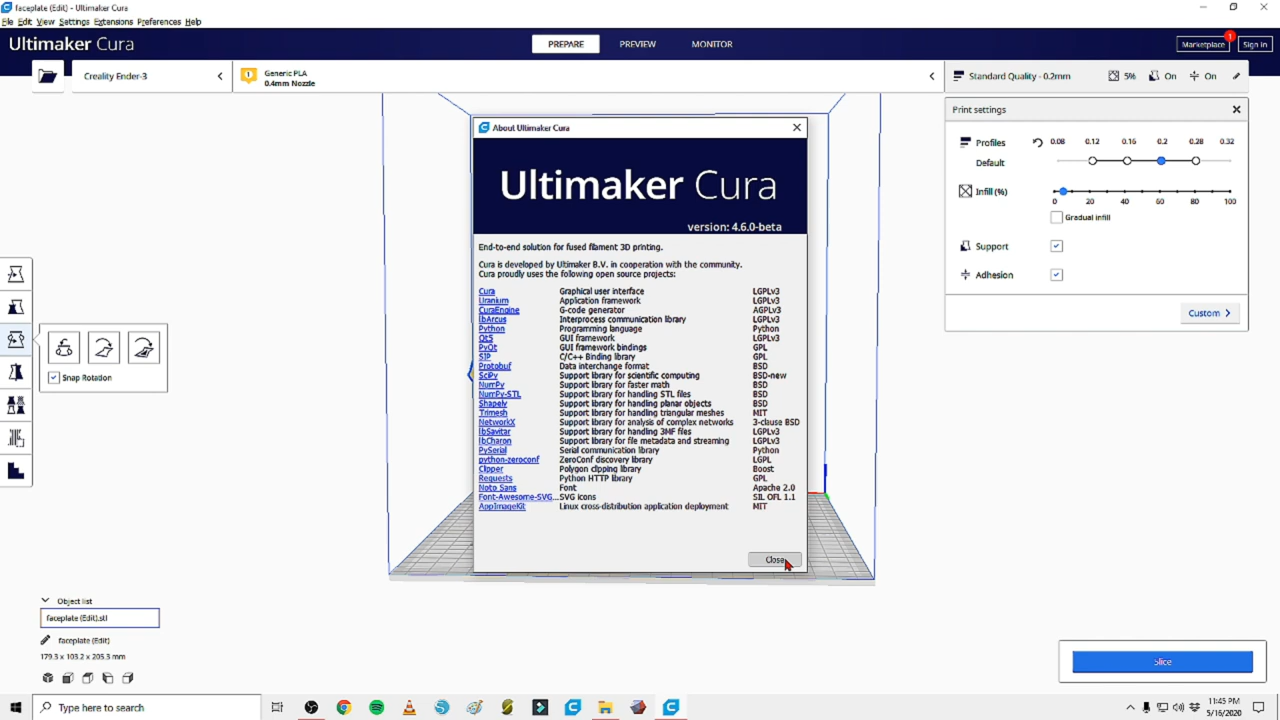 faceplate (Edit) - Ultimaker Cura
File Edit View Settings Extensions Preferences Help
Ultimaker Cura
PREPARE
PREVIEW
MONITOR
Marketplace
1
Sign in
Creality Ender-3
1
Generic PLA
0.4mm Nozzle
Standard Quality - 0.2mm
5%
On
On
Print settings
Profiles
0.08 0.12 0.16 0.2 0.28 0.32
Default
Infill (%)
0 20 40 60 80 100
Gradual infill
Support
Adhesion
Custom
About Ultimaker Cura
Ultimaker Cura
version: 4.6.0-beta
End-to-end solution for fused filament 3D printing.
Cura is developed by Ultimaker B.V. in cooperation with the community.
Cura proudly uses the following open source projects:
Cura Graphical user interface LGPLv3
Uranium Application framework LGPLv3
CuraEngine G-code generator AGPLv3
libArcus Interprocess communication library LGPLv3
Python Programming language Python
Qt5 GUI framework LGPLv3
PyQt GUI framework bindings GPL
SIP C/C++ Binding library GPL
Protobuf Data interchange format BSD
SciPy Support library for scientific computing BSD-new
NumPy Support library for faster math BSD
NumPy-STL Support library for handling STL files BSD
Shapely Support library for handling planar objects BSD
Trimesh Support library for handling triangular meshes MIT
NetworkX Support library for analysis of complex networks 3-clause BSD
libSavitar Support library for handling 3MF files LGPLv3
libCharon Support library for file metadata and streaming LGPLv3
PySerial Serial communication library Python
python-zeroconf ZeroConf discovery library LGPL
Clipper Polygon clipping library Boost
Requests Python HTTP library GPL
Noto Sans Font Apache 2.0
Font-Awesome-SVG... SVG icons SIL OFL 1.1
AppImageKit Linux cross-distribution application deployment MIT
Close
Snap Rotation
Object list
faceplate (Edit).stl
faceplate (Edit)
179.3 x 103.2 x 205.3 mm
Slice
Type here to search
11:45 PM
5/16/2020